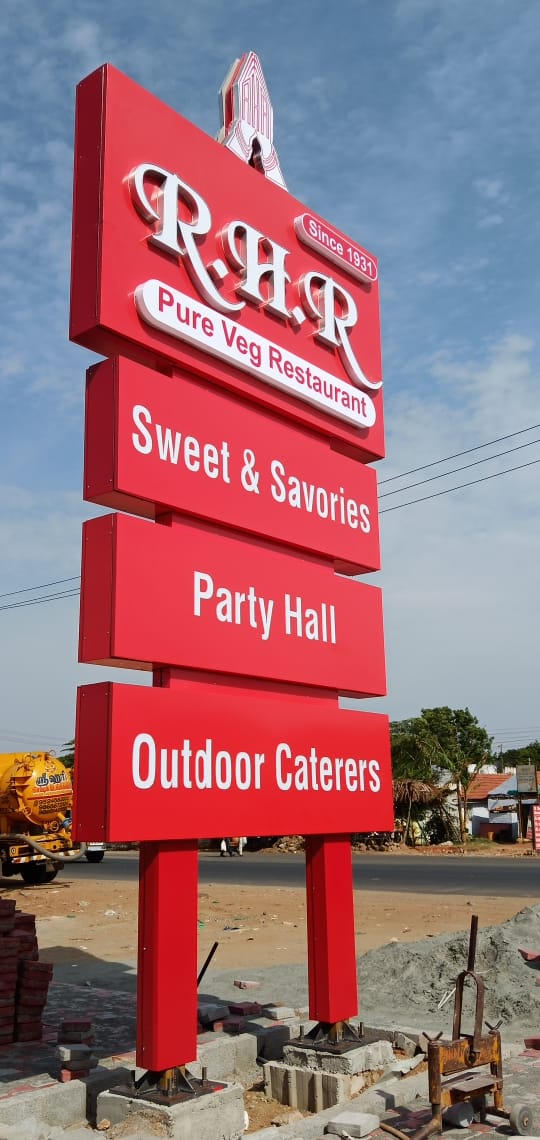 R.H.R
Since 1931
Pure Veg Restaurant
Sweet & Savories
Party Hall
Outdoor Caterers